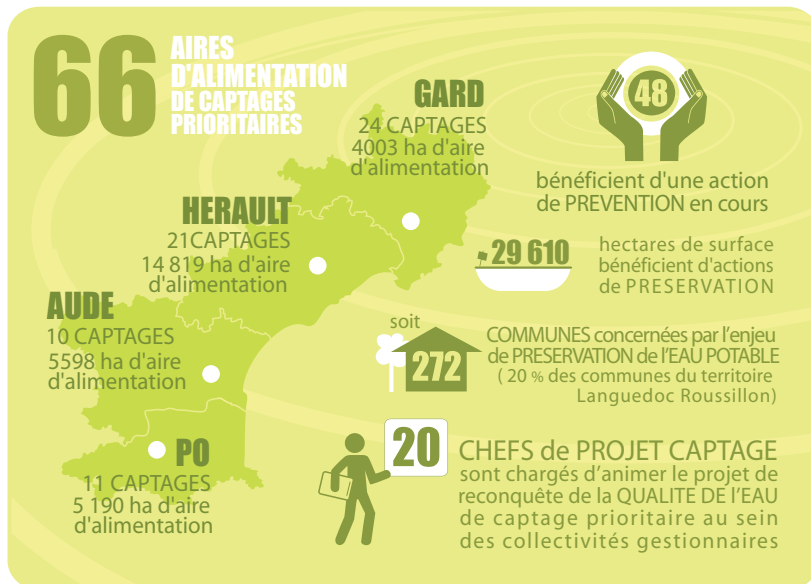 66
AIRES
D'ALIMENTATION
DE CAPTAGES
PRIORITAIRES
GARD
24 CAPTAGES
4003 ha d'aire
d'alimentation
HERAULT
21CAPTAGES
14 819 ha d'aire
d'alimentation
AUDE
10 CAPTAGES
5598 ha d'aire
d'alimentation
PO
11 CAPTAGES
5 190 ha d'aire
d'alimentation
48
bénéficient d'une action
de PREVENTION en cours
29 610
hectares de surface
bénéficient d'actions
de PRESERVATION
soit
272
COMMUNES concernées par l'enjeu
de PRESERVATION de l'EAU POTABLE
( 20 % des communes du territoire
Languedoc Roussillon)
20
CHEFS de PROJET CAPTAGE
sont chargés d'animer le projet de
reconquête de la QUALITE DE l'EAU
de captage prioritaire au sein
des collectivités gestionnaires